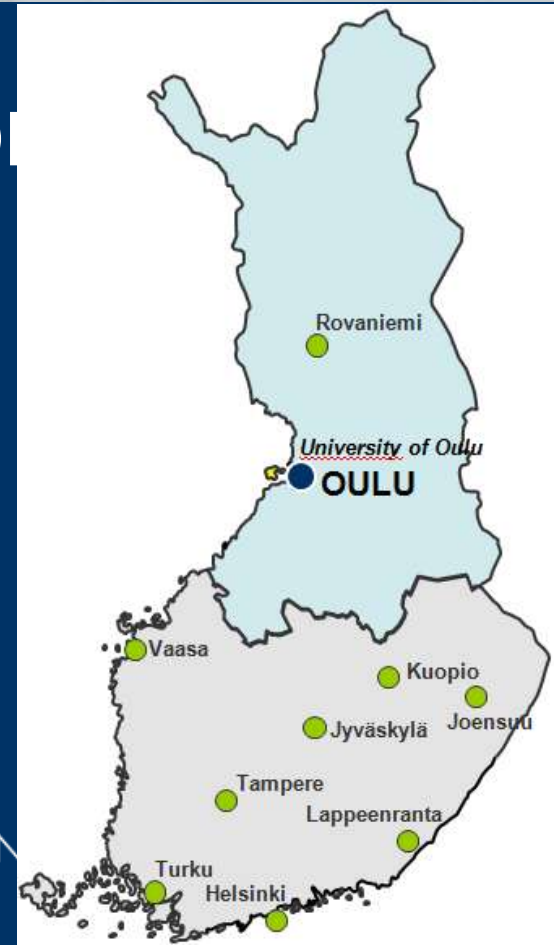 Rovaniemi
University of Oulu
OULU
Vaasa
Kuopio
Joensuu
Jyväskylä
Tampere
Lappeenranta
Turku
Helsinki